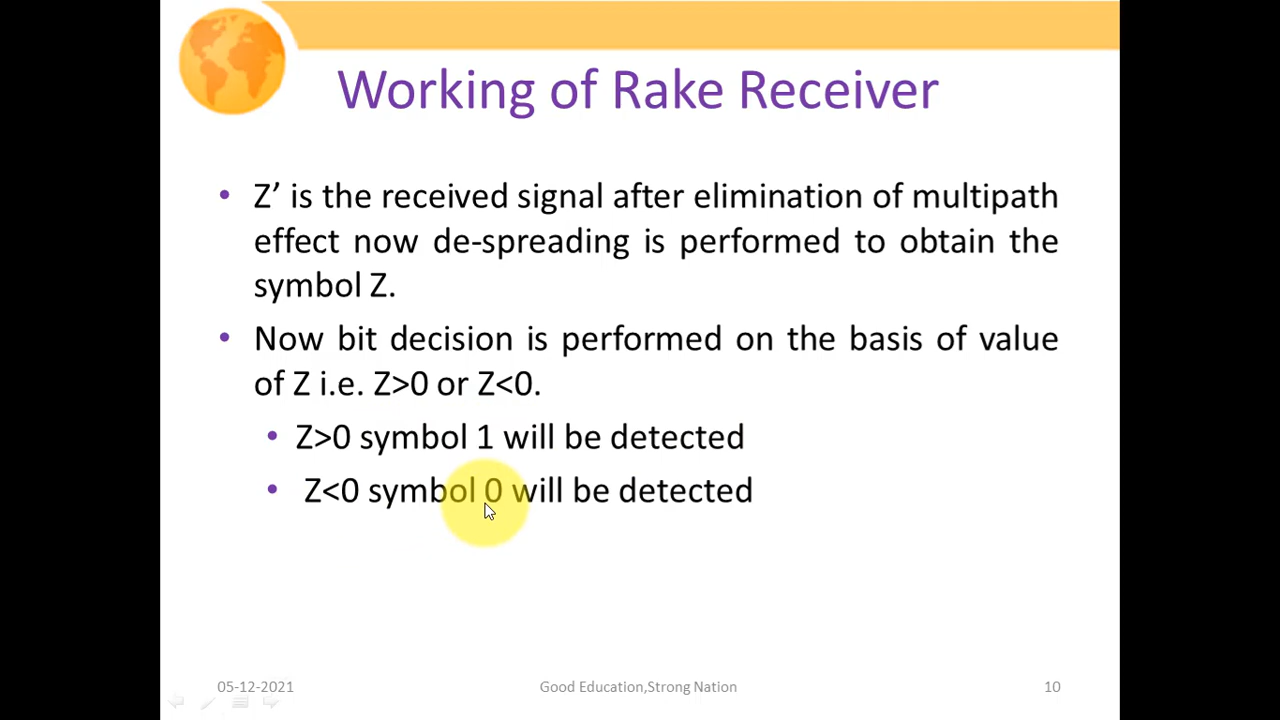 Working of Rake Receiver
• Z’ is the received signal after elimination of multipath
effect now de-spreading is performed to obtain the
symbol Z.
• Now bit decision is performed on the basis of value
of Z i.e. Z>0 or Z<0.
• Z>0 symbol 1 will be detected
• Z<0 symbol 0 will be detected
05-12-2021
Good Education,Strong Nation
10